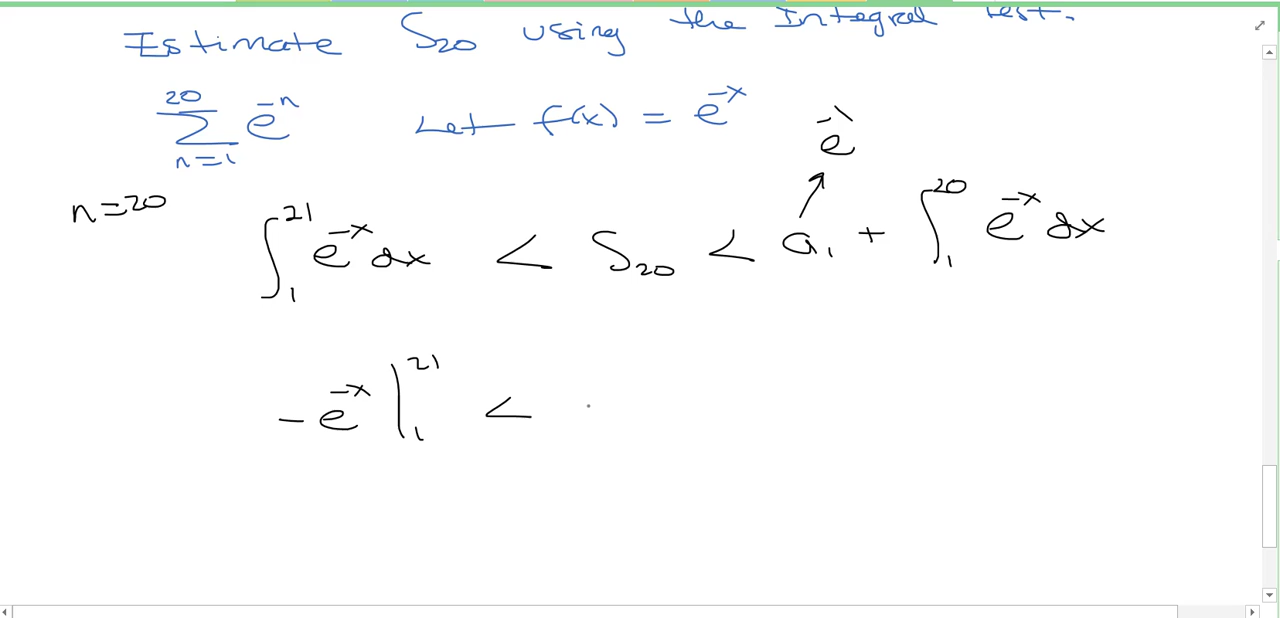 Estimate S₂₀ using the Integral test.
∑_{n=1}^{20} e^{-n} Let f(x) = e^{-x}
e^{-1}
n=20
∫_1^{21} e^{-x} dx < S₂₀ < a₁ + ∫_1^{20} e^{-x} dx
-e^{-x} |_1^{21} <